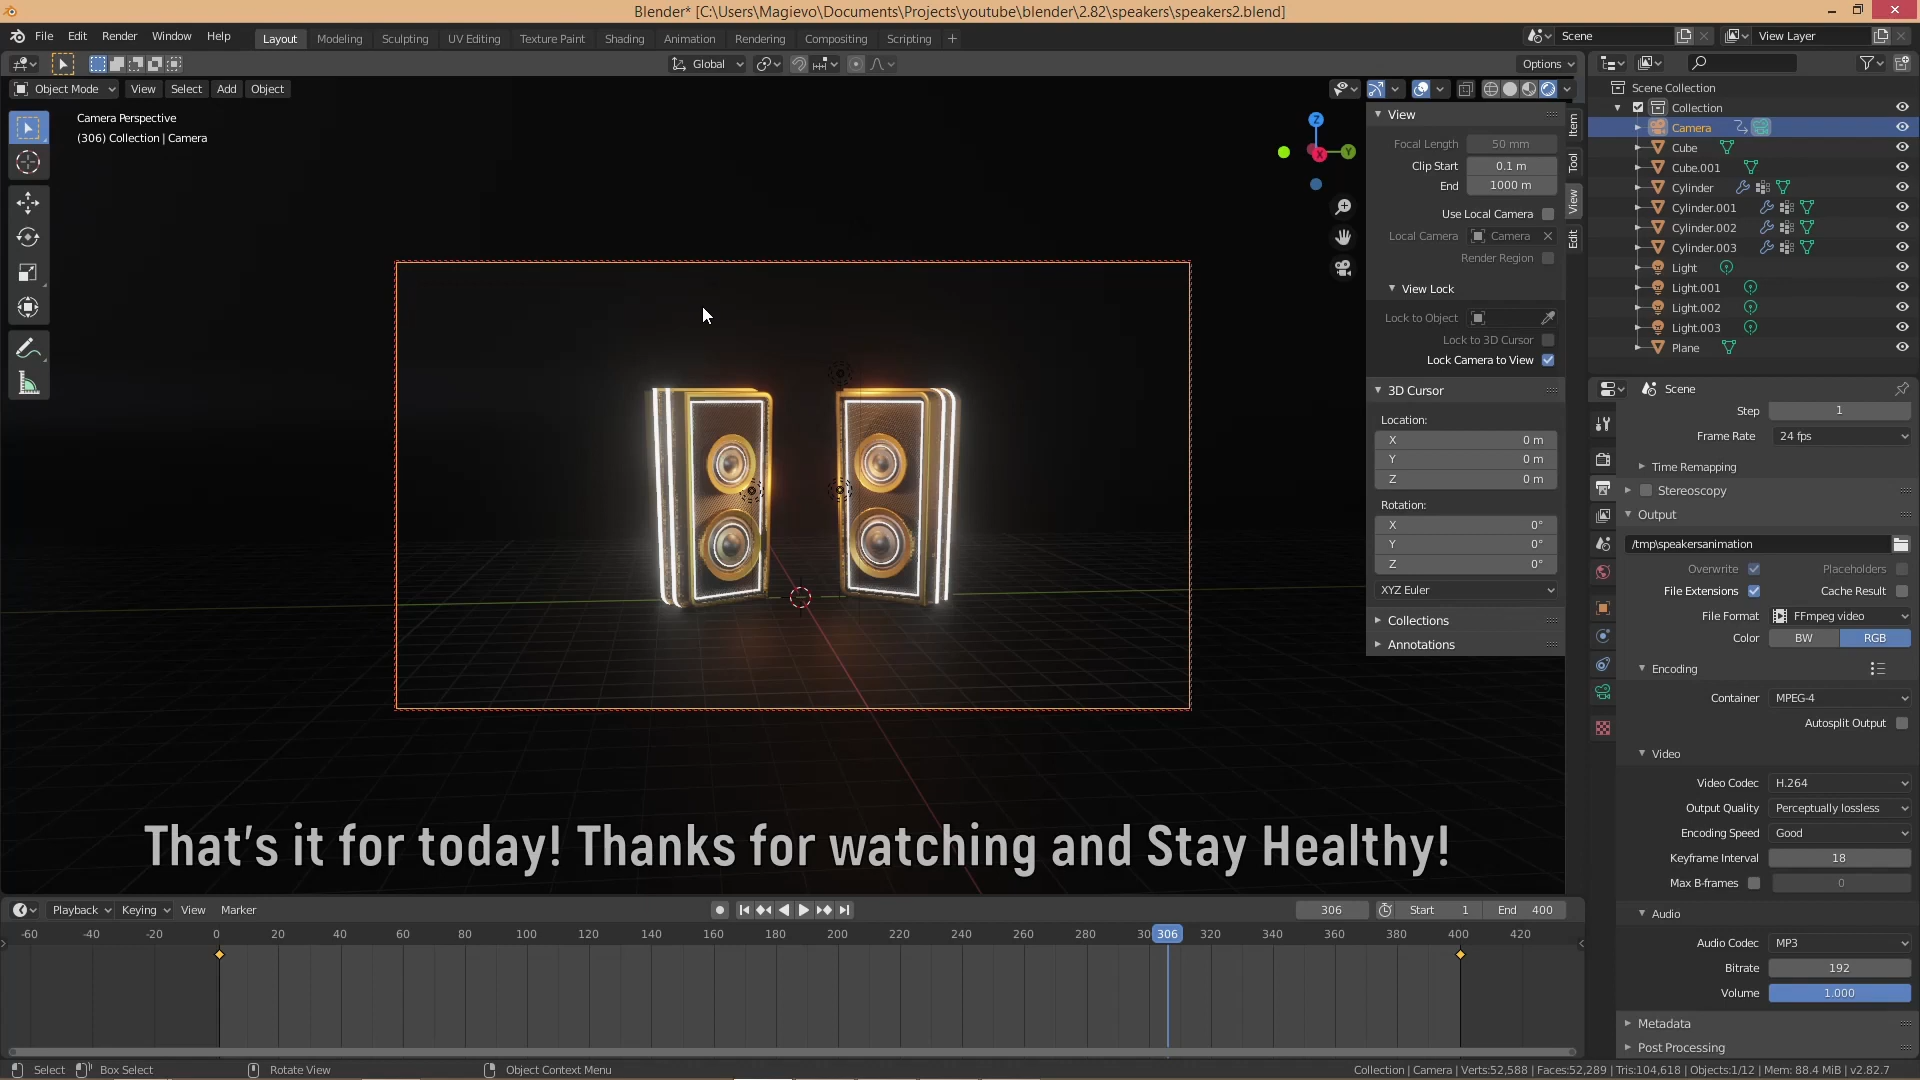 Blender* [C:\Users\Magievo\Documents\Projects\youtube\blender\2.82\speakers\speakers2.blend]
File Edit Render Window Help Layout Modeling Sculpting UV Editing Texture Paint Shading Animation Rendering Compositing Scripting + Scene View Layer
Global Options
Object Mode View Select Add Object
Camera Perspective
(306) Collection | Camera
Z
Y
X
View
Focal Length 50 mm
Clip Start 0.1 m
End 1000 m
Use Local Camera
Local Camera Camera
Render Region
View Lock
Lock to Object
Lock to 3D Cursor
Lock Camera to View
3D Cursor
Location:
X 0 m
Y 0 m
Z 0 m
Rotation:
X 0°
Y 0°
Z 0°
XYZ Euler
Collections
Annotations
Item
Tool
View
Edit
Scene Collection
Collection
Camera
Cube
Cube.001
Cylinder
Cylinder.001
Cylinder.002
Cylinder.003
Light
Light.001
Light.002
Light.003
Plane
Scene
Step 1
Frame Rate 24 fps
Time Remapping
Stereoscopy
Output
/tmp\speakersanimation
Overwrite Placeholders
File Extensions Cache Result
File Format FFmpeg video
Color BW RGB
Encoding
Container MPEG-4
Autosplit Output
Video
Video Codec H.264
Output Quality Perceptually lossless
Encoding Speed Good
Keyframe Interval 18
Max B-frames 0
Audio
Audio Codec MP3
Bitrate 192
Volume 1.000
Metadata
Post Processing
That's it for today! Thanks for watching and Stay Healthy!
Playback Keying View Marker 306 Start 1 End 400
-60 -40 -20 0 20 40 60 80 100 120 140 160 180 200 220 240 260 280 30 306 320 340 360 380 400 420
Select Box Select Rotate View Object Context Menu Collection | Camera | Verts:52,588 | Faces:52,289 | Tris:104,618 | Objects:1/12 | Mem: 88.4 MiB | v2.82.7